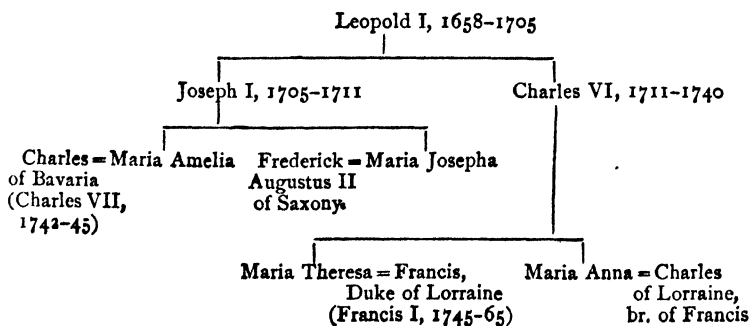 Leopold I, 1658–1705
Joseph I, 1705–1711
Charles VI, 1711–1740
Charles = Maria Amelia
of Bavaria
(Charles VII,
1742–45)
Frederick = Maria Josepha
Augustus II
of Saxony.
Maria Theresa = Francis,
Duke of Lorraine
(Francis I, 1745–65)
Maria Anna = Charles
of Lorraine,
br. of Francis